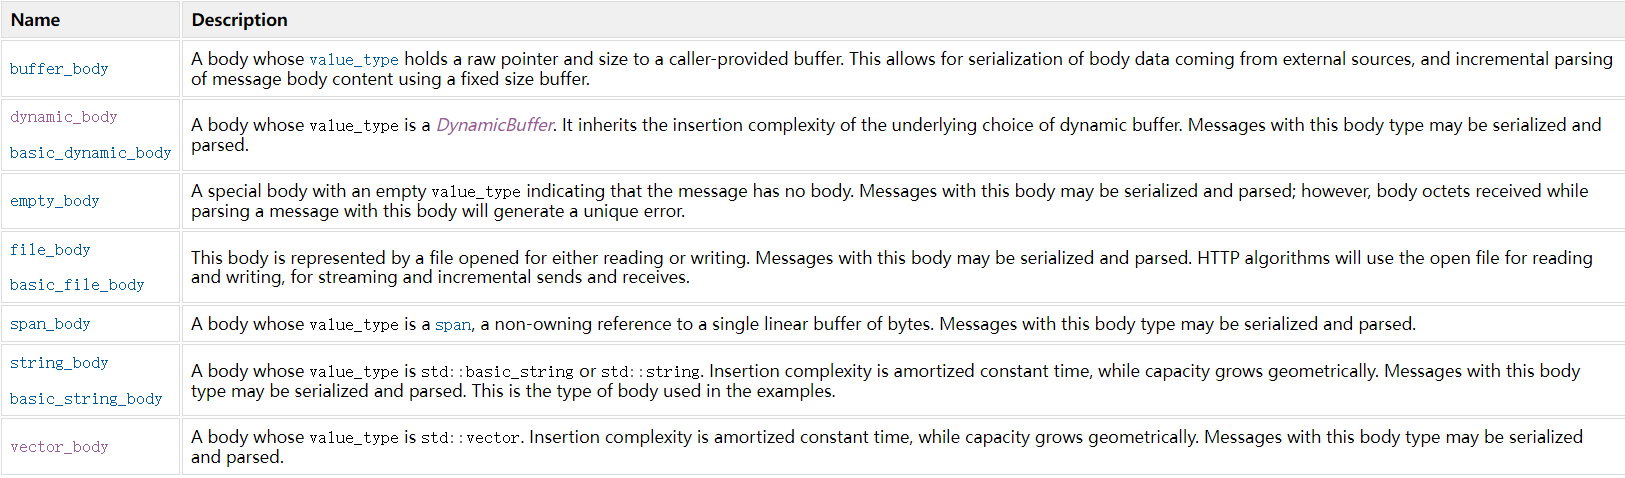 Name Description
buffer_body
A body whose value_type holds a raw pointer and size to a caller-provided buffer. This allows for serialization of body data coming from external sources, and incremental parsing
of message body content using a fixed size buffer.
dynamic_body
basic_dynamic_body
A body whose value_type is a DynamicBuffer. It inherits the insertion complexity of the underlying choice of dynamic buffer. Messages with this body type may be serialized and
parsed.
empty_body
A special body with an empty value_type indicating that the message has no body. Messages with this body may be serialized and parsed; however, body octets received while
parsing a message with this body will generate a unique error.
file_body
basic_file_body
This body is represented by a file opened for either reading or writing. Messages with this body may be serialized and parsed. HTTP algorithms will use the open file for reading
and writing, for streaming and incremental sends and receives.
span_body
A body whose value_type is a span, a non-owning reference to a single linear buffer of bytes. Messages with this body type may be serialized and parsed.
string_body
basic_string_body
A body whose value_type is std::basic_string or std::string. Insertion complexity is amortized constant time, while capacity grows geometrically. Messages with this body
type may be serialized and parsed. This is the type of body used in the examples.
vector_body
A body whose value_type is std::vector. Insertion complexity is amortized constant time, while capacity grows geometrically. Messages with this body type may be serialized
and parsed.